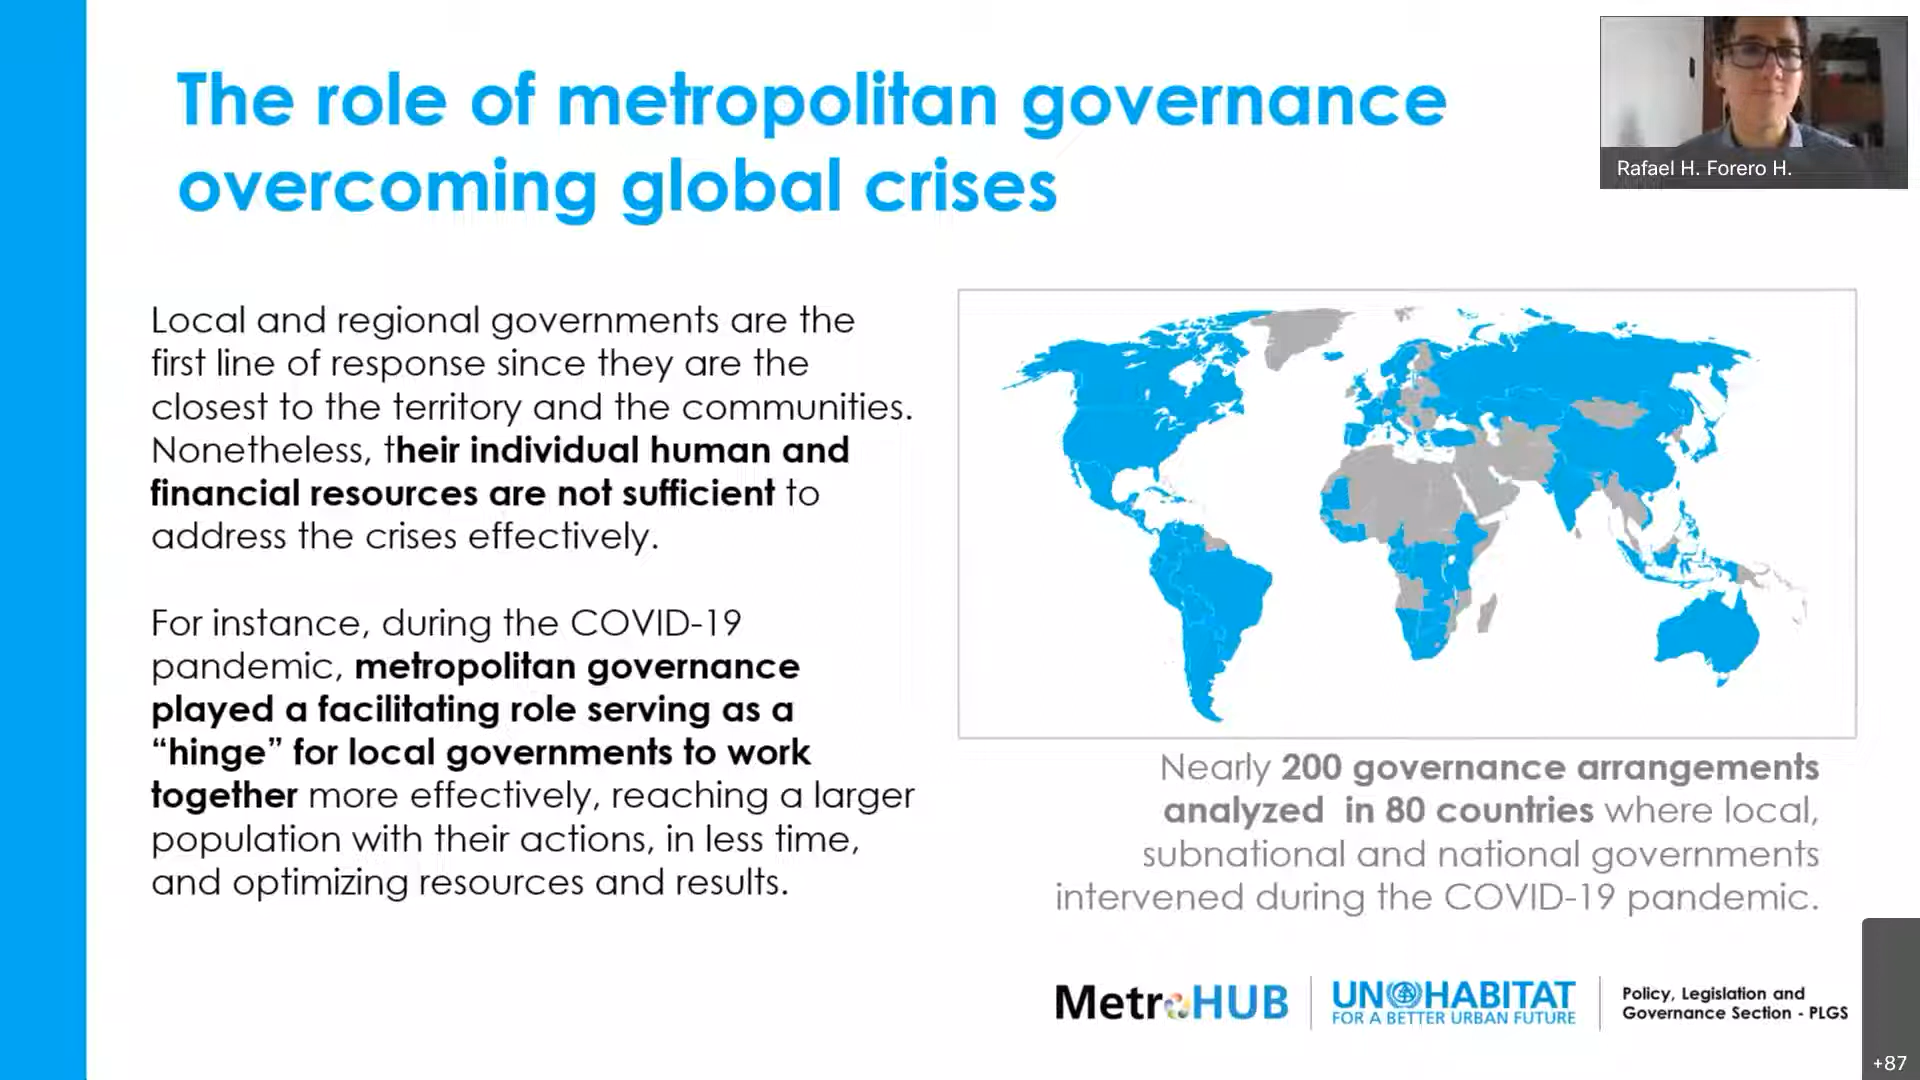 The role of metropolitan governance
overcoming global crises
Rafael H. Forero H.
Local and regional governments are the
first line of response since they are the
closest to the territory and the communities.
Nonetheless, their individual human and
financial resources are not sufficient to
address the crises effectively.
For instance, during the COVID-19
pandemic, metropolitan governance
played a facilitating role serving as a
“hinge” for local governments to work
together more effectively, reaching a larger
population with their actions, in less time,
and optimizing resources and results.
Nearly 200 governance arrangements
analyzed  in 80 countries where local,
subnational and national governments
intervened during the COVID-19 pandemic.
MetroHUB
UN HABITAT
FOR A BETTER URBAN FUTURE
Policy, Legislation and
Governance Section - PLGS
+87